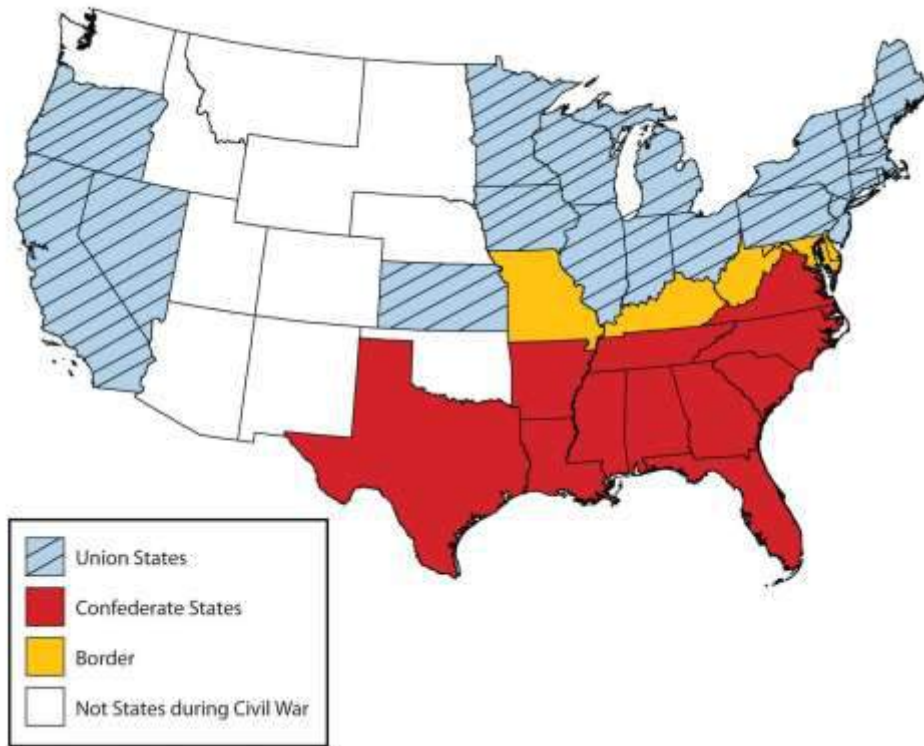 Union States
Confederate States
Border
Not States during Civil War